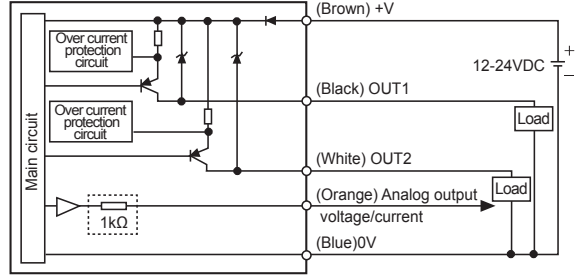 (Brown) +V
Over current
protection
circuit
12-24VDC
+
−
(Black) OUT1
Over current
protection
circuit
Load
Main circuit
(White) OUT2
Load
(Orange) Analog output
voltage/current
1kΩ
(Blue)0V